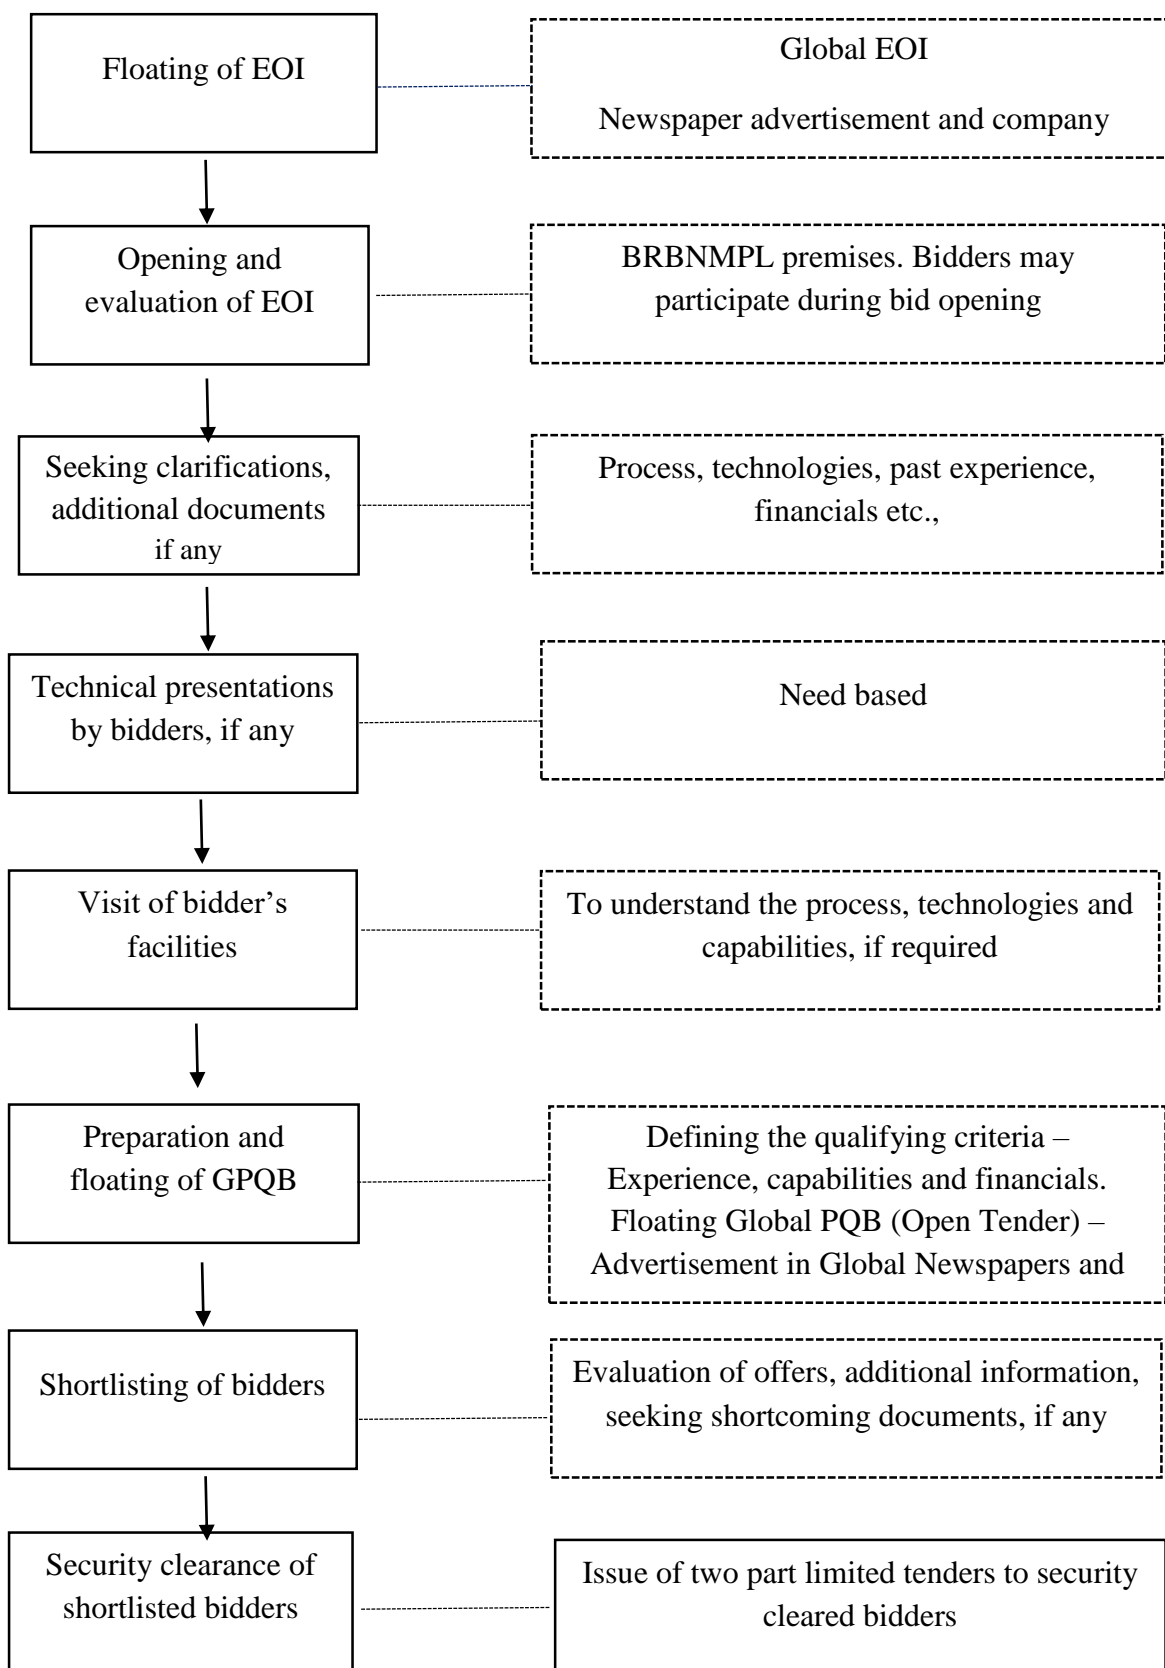 Floating of EOI
Global EOI
Newspaper advertisement and company
Opening and
evaluation of EOI
BRBNMPL premises. Bidders may
participate during bid opening
Seeking clarifications,
additional documents
if any
Process, technologies, past experience,
financials etc.,
Technical presentations
by bidders, if any
Need based
Visit of bidder’s
facilities
To understand the process, technologies and
capabilities, if required
Preparation and
floating of GPQB
Defining the qualifying criteria –
Experience, capabilities and financials.
Floating Global PQB (Open Tender) –
Advertisement in Global Newspapers and
Shortlisting of bidders
Evaluation of offers, additional information,
seeking shortcoming documents, if any
Security clearance of
shortlisted bidders
Issue of two part limited tenders to security
cleared bidders